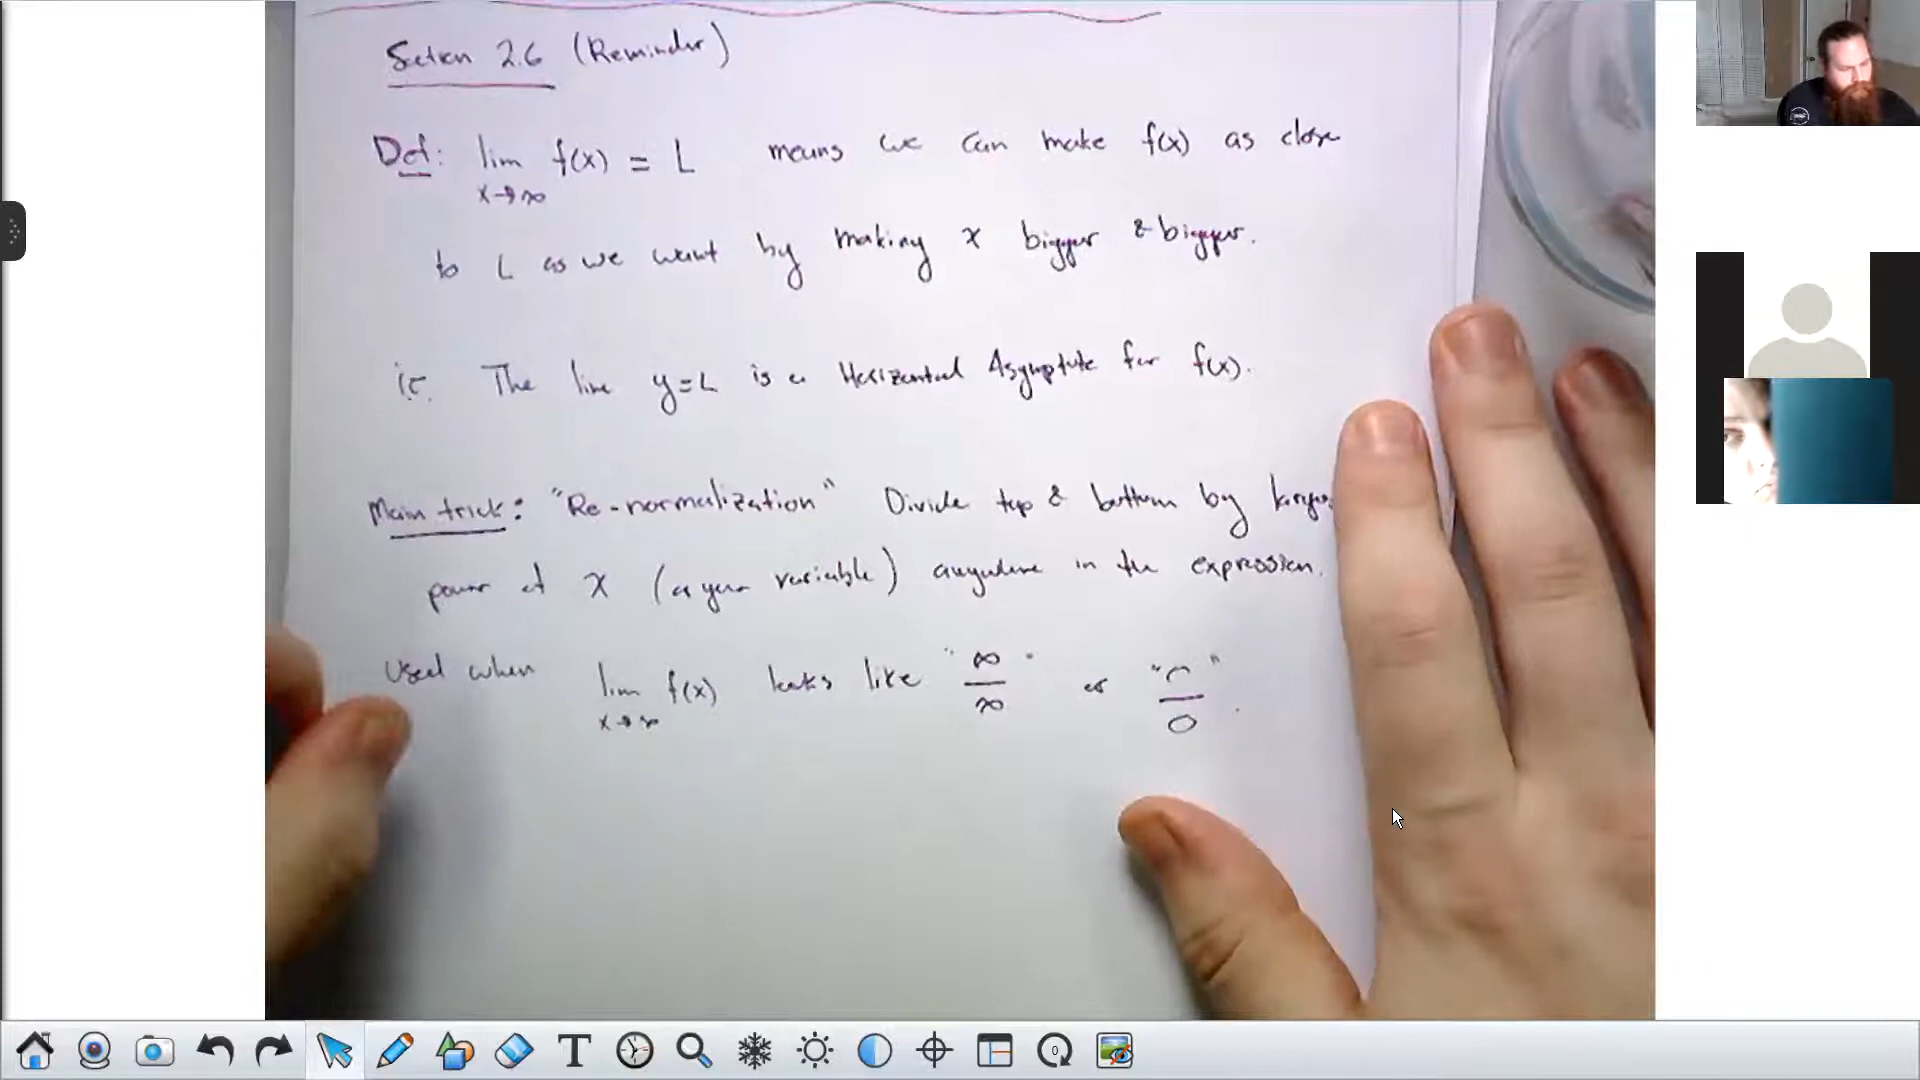 Section 2.6 (Reminder)
Def: lim x→∞ f(x) = L means we can make f(x) as close
to L as we want by making x bigger & bigger.
ie. The line y=L is a Horizontal Asymptote for f(x).
Main trick: "Re-normalization" Divide top & bottom by
power of x (or your variable) anywhere in the expression.
Used when lim x→∞ f(x) looks like "∞/∞" or
T
0